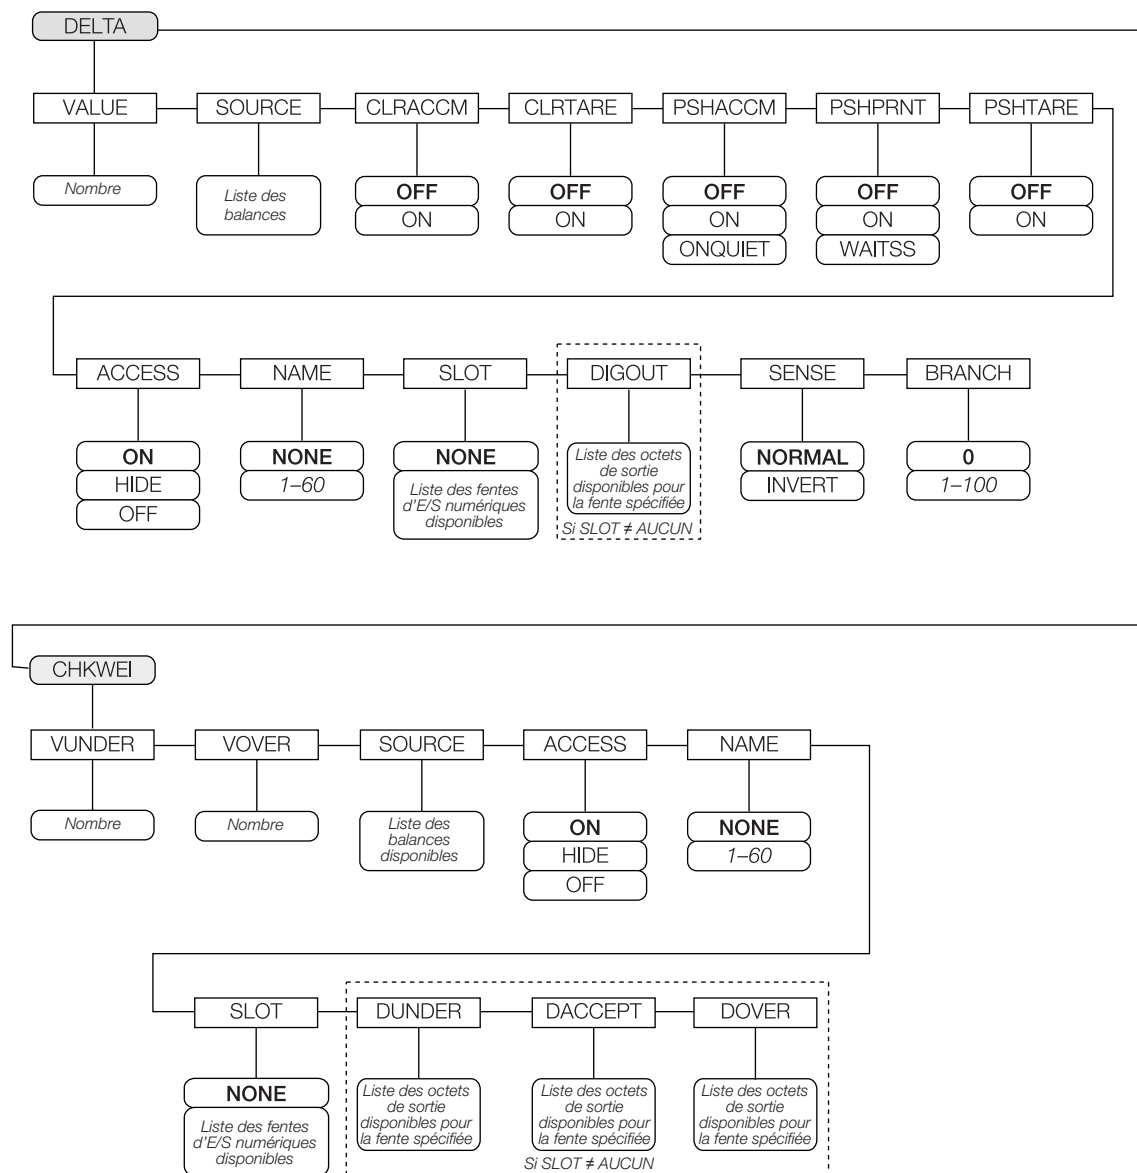 DELTA
VALUE SOURCE CLRACCM CLRTARE PSHACCM PSHPRNT PSHTARE
Nombre
Liste des
balances
OFF
ON
OFF
ON
OFF
ON
ONQUIET
OFF
ON
WAITSS
OFF
ON
ACCESS NAME SLOT DIGOUT SENSE BRANCH
ON
HIDE
OFF
NONE
1–60
NONE
Liste des fentes
d'E/S numériques
disponibles
Liste des octets
de sortie
disponibles pour
la fente spécifiée
Si SLOT ≠ AUCUN
NORMAL
INVERT
0
1–100
CHKWEI
VUNDER VOVER SOURCE ACCESS NAME
Nombre
Nombre
Liste des
balances
disponibles
ON
HIDE
OFF
NONE
1–60
SLOT DUNDER DACCEPT DOVER
NONE
Liste des fentes
d'E/S numériques
disponibles
Liste des octets
de sortie
disponibles pour
la fente spécifiée
Liste des octets
de sortie
disponibles pour
la fente spécifiée
Liste des octets
de sortie
disponibles pour
la fente spécifiée
Si SLOT ≠ AUCUN